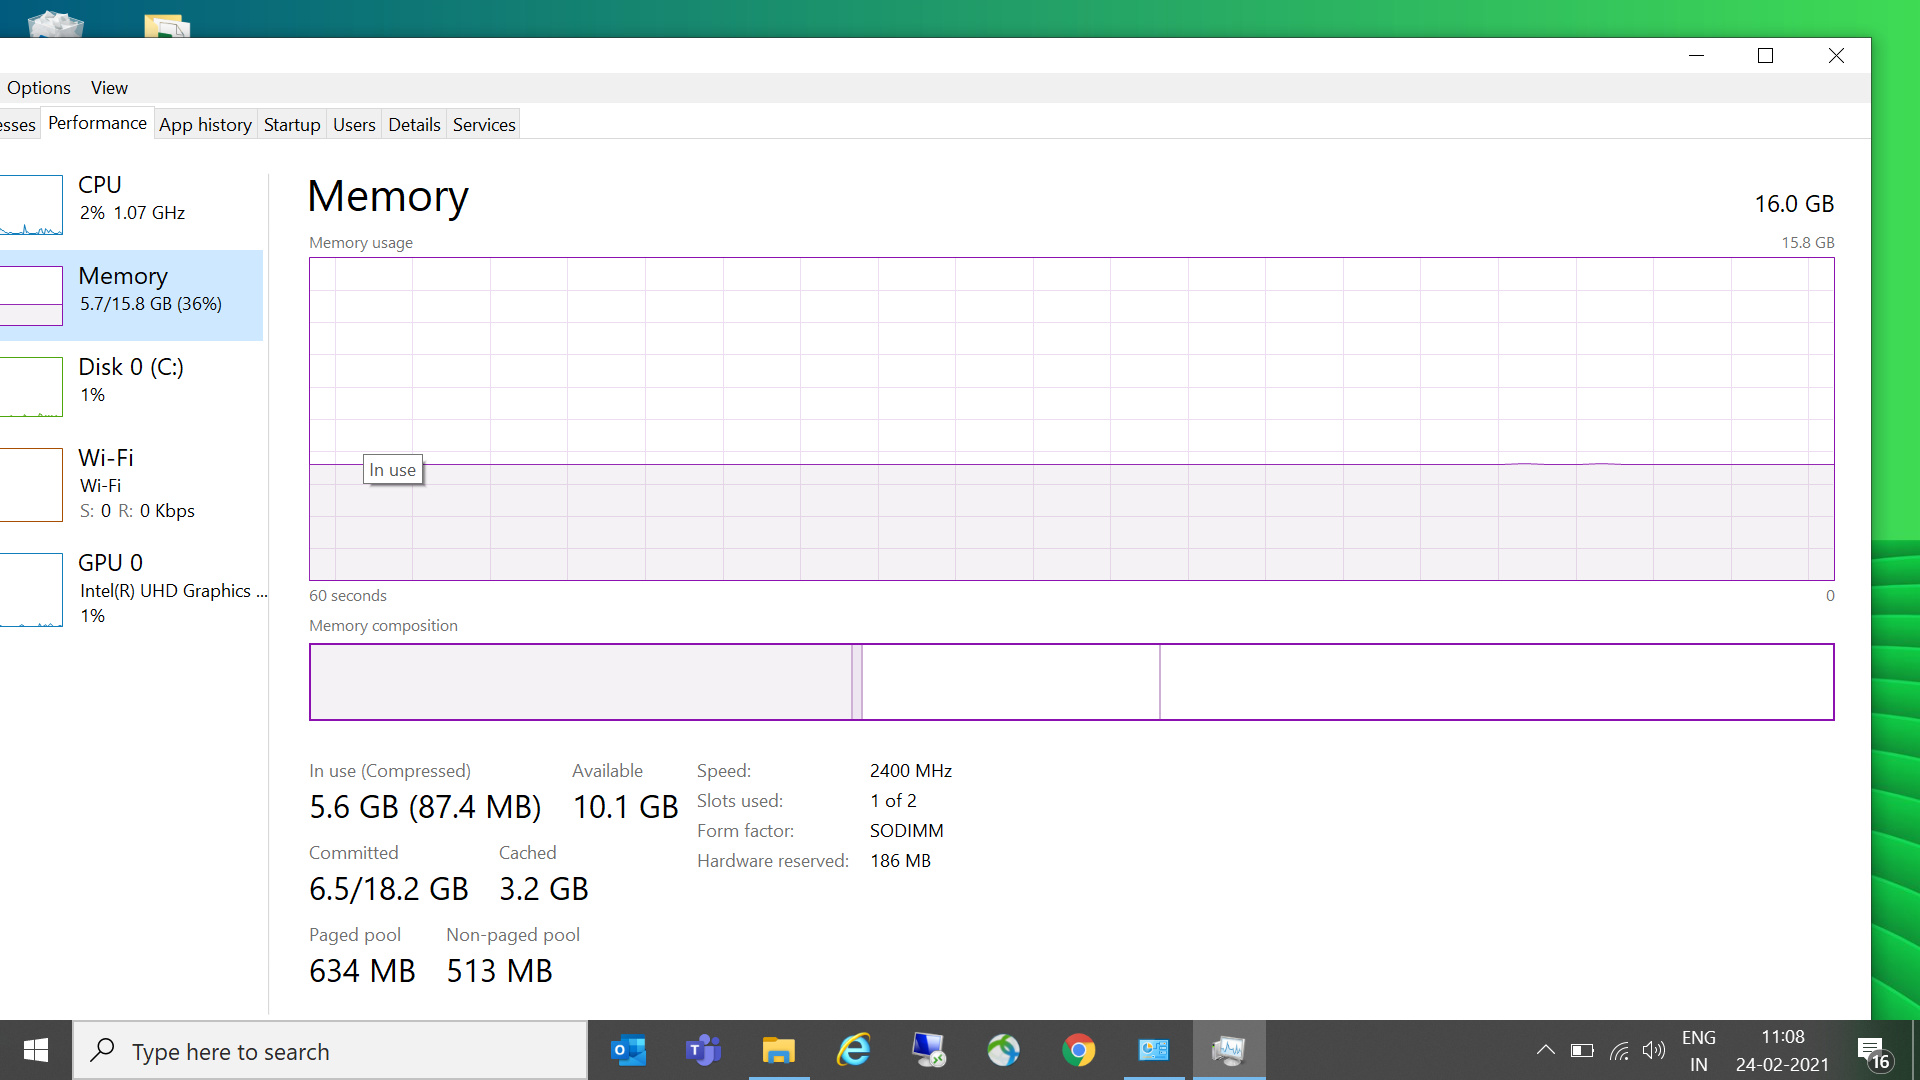 Options View
esses Performance App history Startup Users Details Services
CPU
2% 1.07 GHz
Memory
5.7/15.8 GB (36%)
Disk 0 (C:)
1%
Wi-Fi
Wi-Fi
S: 0 R: 0 Kbps
GPU 0
Intel(R) UHD Graphics ...
1%
Memory 16.0 GB
Memory usage 15.8 GB
In use
60 seconds 0
Memory composition
In use (Compressed) Available
5.6 GB (87.4 MB) 10.1 GB
Committed Cached
6.5/18.2 GB 3.2 GB
Paged pool Non-paged pool
634 MB 513 MB
Speed: 2400 MHz
Slots used: 1 of 2
Form factor: SODIMM
Hardware reserved: 186 MB
Type here to search
ENG
IN
11:08
24-02-2021
16